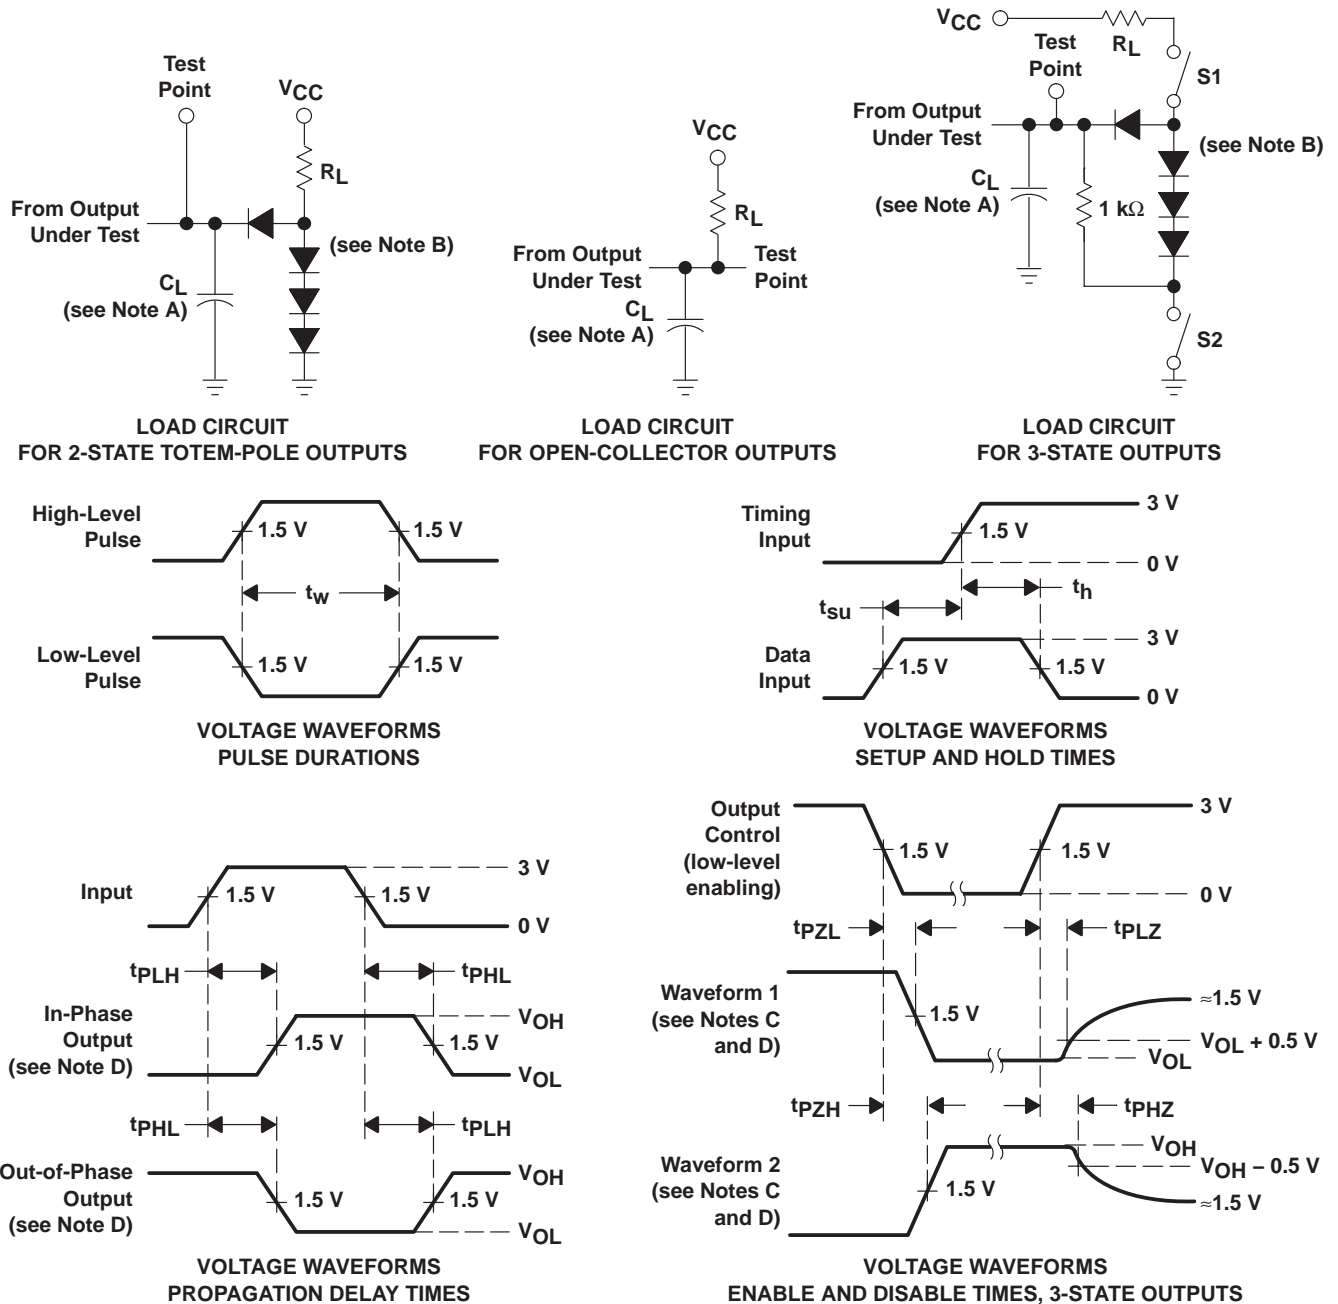 Test
Point
VCC
RL
From Output
Under Test
(see Note B)
CL
(see Note A)
LOAD CIRCUIT
FOR 2-STATE TOTEM-POLE OUTPUTS
VCC
RL
From Output
Under Test
Test
Point
CL
(see Note A)
LOAD CIRCUIT
FOR OPEN-COLLECTOR OUTPUTS
VCC
RL
Test
Point
S1
From Output
Under Test
(see Note B)
CL
(see Note A)
1 kΩ
S2
LOAD CIRCUIT
FOR 3-STATE OUTPUTS
High-Level
Pulse
1.5 V
1.5 V
tw
Low-Level
Pulse
1.5 V
1.5 V
VOLTAGE WAVEFORMS
PULSE DURATIONS
Timing
Input
1.5 V
3 V
0 V
tsu
th
Data
Input
1.5 V
1.5 V
3 V
0 V
VOLTAGE WAVEFORMS
SETUP AND HOLD TIMES
Input
1.5 V
1.5 V
3 V
0 V
tPLH
tPHL
In-Phase
Output
(see Note D)
1.5 V
1.5 V
VOH
VOL
tPHL
tPLH
Out-of-Phase
Output
(see Note D)
1.5 V
1.5 V
VOH
VOL
VOLTAGE WAVEFORMS
PROPAGATION DELAY TIMES
Output
Control
(low-level
enabling)
1.5 V
1.5 V
3 V
0 V
tPZL
tPLZ
Waveform 1
(see Notes C
and D)
1.5 V
≈1.5 V
VOL + 0.5 V
VOL
tPZH
tPHZ
Waveform 2
(see Notes C
and D)
1.5 V
VOH
VOH – 0.5 V
≈1.5 V
VOLTAGE WAVEFORMS
ENABLE AND DISABLE TIMES, 3-STATE OUTPUTS